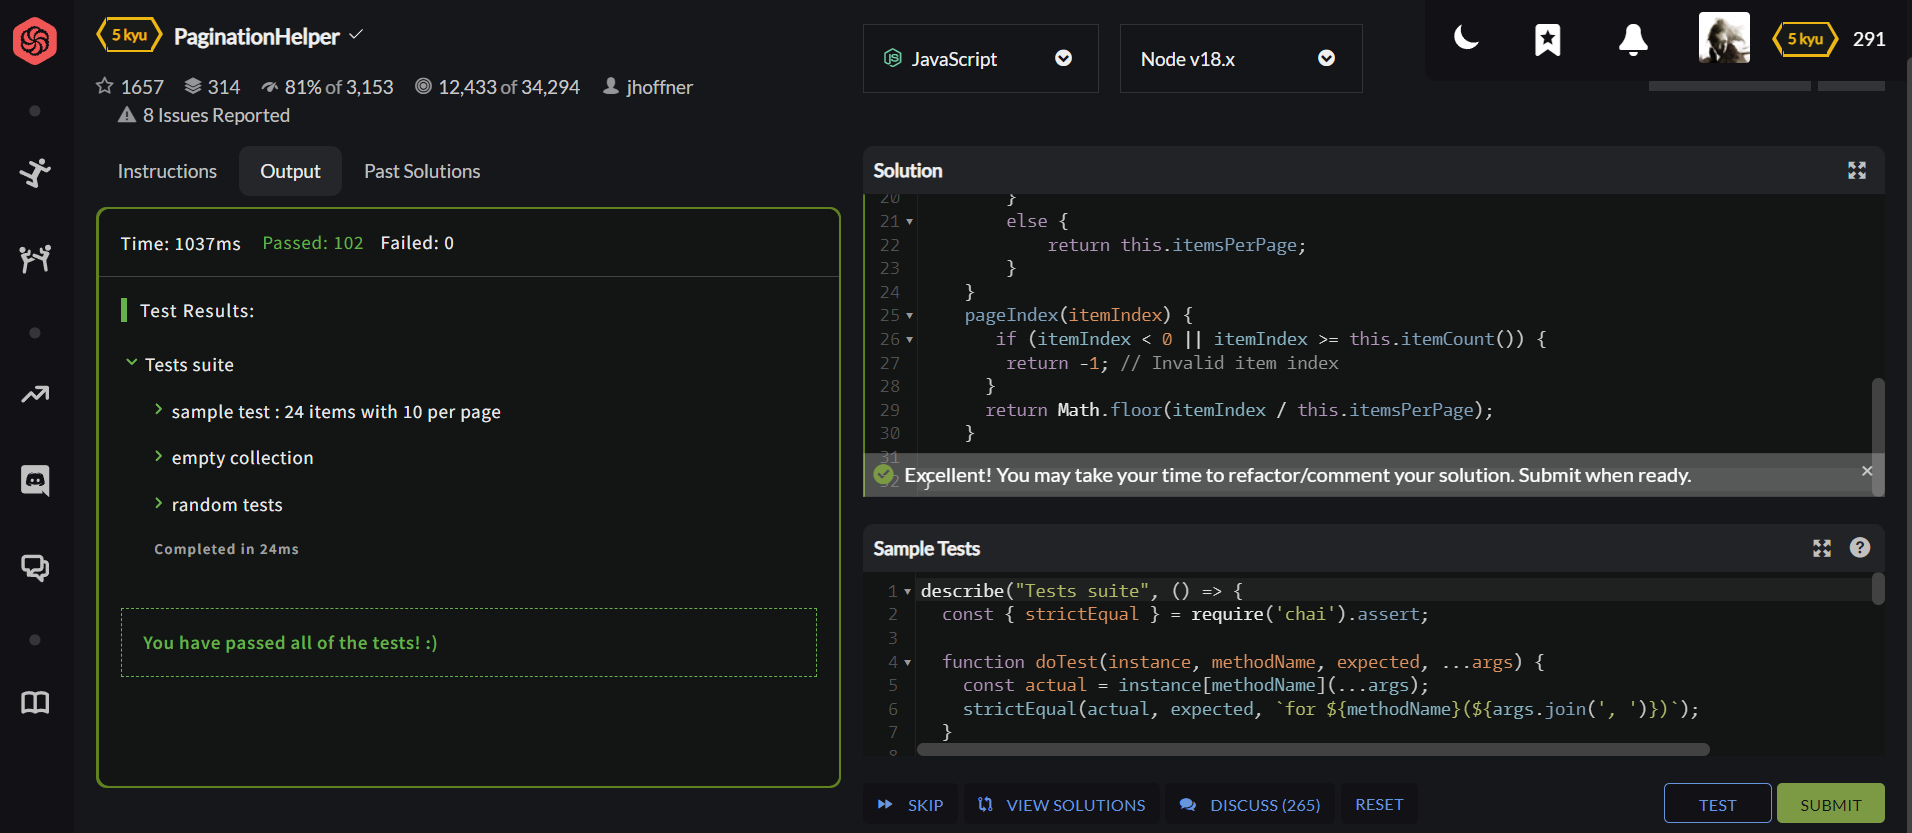 5 kyu PaginationHelper
1657 314 81% of 3,153 12,433 of 34,294 jhoffner
8 Issues Reported
JavaScript
Node v18.x
5 kyu 291
Instructions Output Past Solutions
Time: 1037ms Passed: 102 Failed: 0
Test Results:
Tests suite
sample test : 24 items with 10 per page
empty collection
random tests
Completed in 24ms
You have passed all of the tests! :)
Solution
20 }
21 else {
22 return this.itemsPerPage;
23 }
24 }
25 pageIndex(itemIndex) {
26 if (itemIndex < 0 || itemIndex >= this.itemCount()) {
27 return -1; // Invalid item index
28 }
29 return Math.floor(itemIndex / this.itemsPerPage);
30 }
31
32 }
Excellent! You may take your time to refactor/comment your solution. Submit when ready. ×
Sample Tests
1 describe("Tests suite", () => {
2 const { strictEqual } = require('chai').assert;
3
4 function doTest(instance, methodName, expected, ...args) {
5 const actual = instance[methodName](...args);
6 strictEqual(actual, expected, `for ${methodName}(${args.join(', ')})`);
7 }
8
SKIP VIEW SOLUTIONS DISCUSS (265) RESET TEST SUBMIT